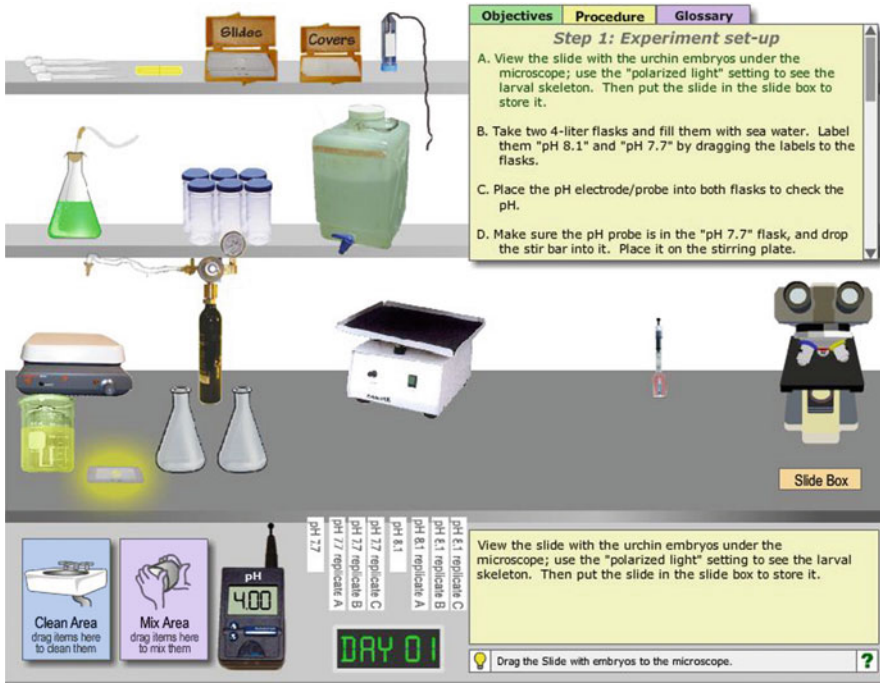 Objectives
Procedure
Glossary
Slides
Covers
Step 1: Experiment set-up
A. View the slide with the urchin embryos under the
microscope; use the "polarized light" setting to see the
larval skeleton. Then put the slide in the slide box to
store it.
B. Take two 4-liter flasks and fill them with sea water. Label
them "pH 8.1" and "pH 7.7" by dragging the labels to the
flasks.
C. Place the pH electrode/probe into both flasks to check the
pH.
D. Make sure the pH probe is in the "pH 7.7" flask, and drop
the stir bar into it. Place it on the stirring plate.
Slide Box
Clean Area
drag items here
to clean them
Mix Area
drag items here
to mix them
pH
4.00
pH 7.7
pH 7.7 replicate A
pH 7.7 replicate B
pH 7.7 replicate C
pH 8.1
pH 8.1 replicate A
pH 8.1 replicate B
pH 8.1 replicate C
DAY 01
View the slide with the urchin embryos under the
microscope; use the "polarized light" setting to see the
larval skeleton. Then put the slide in the slide box to
store it.
Drag the Slide with embryos to the microscope.
?